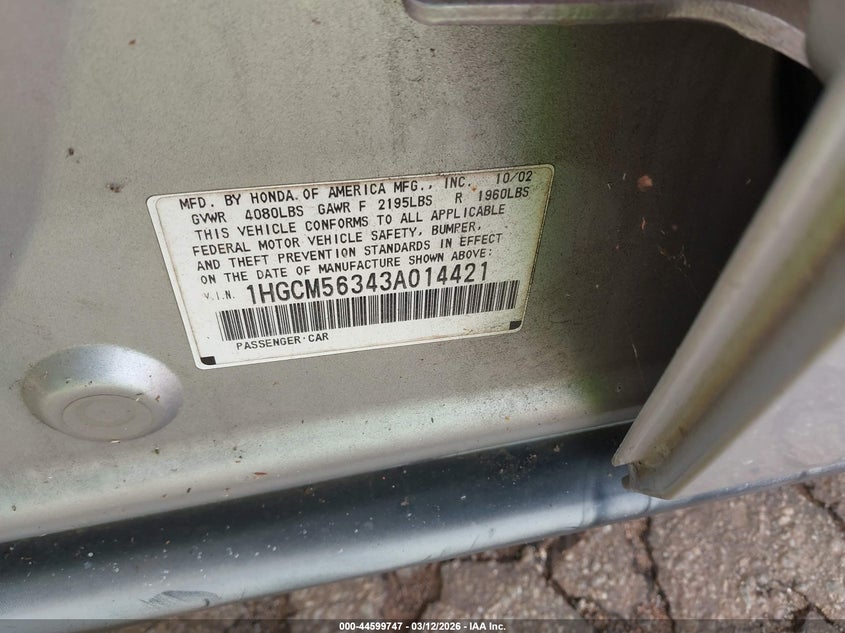 MFD. BY HONDA OF AMERICA MFG., INC. 10/02
GVWR 4080LBS GAWR F 2195LBS R 1960LBS
THIS VEHICLE CONFORMS TO ALL APPLICABLE
FEDERAL MOTOR VEHICLE SAFETY, BUMPER,
AND THEFT PREVENTION STANDARDS IN EFFECT
ON THE DATE OF MANUFACTURE SHOWN ABOVE:
V.I.N. 1HGCM56343A014421
PASSENGER CAR
000-44599747 - 03/12/2026 - IAA Inc.